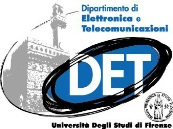 Dipartimento di
Elettronica e
Telecomunicazioni
DET
Università Degli Studi di Firenze